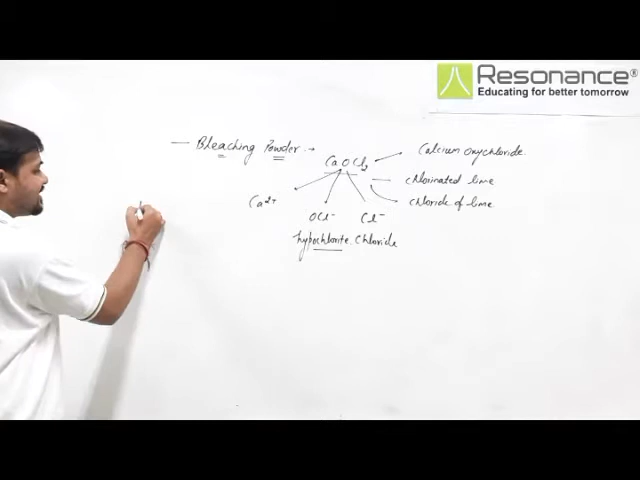 Resonance®
Educating for better tomorrow
— Bleaching Powder →
CaOCl2
Calcium oxychloride
chlorinated lime
chloride of lime
Ca2+
OCl–
Cl–
hypochlorite. Chloride